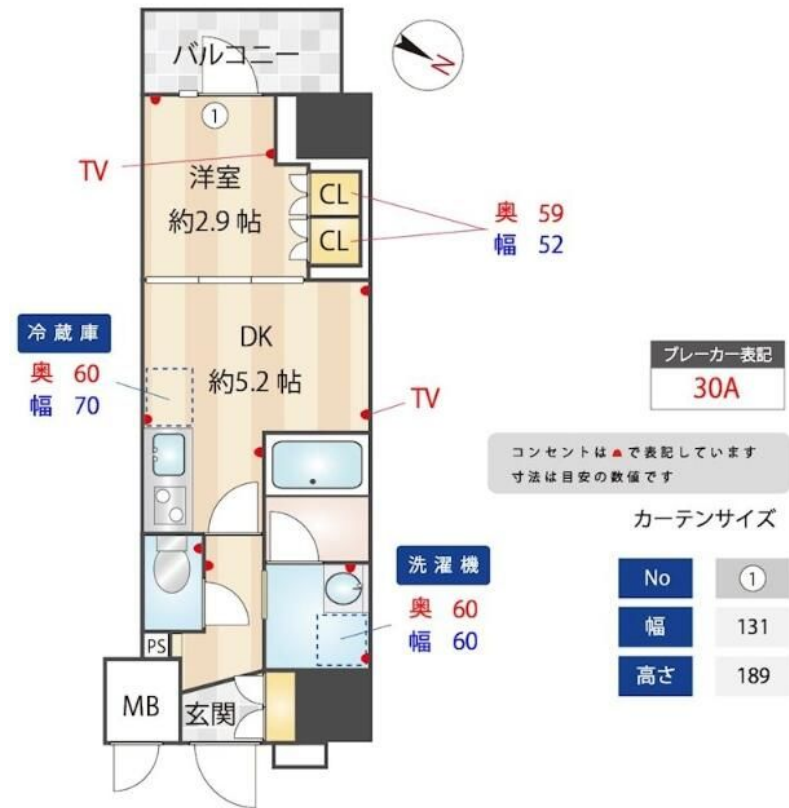 バルコニー
N
①
TV
洋室
約2.9 帖
CL
CL
奥 59
幅 52
冷蔵庫
奥 60
幅 70
DK
約5.2 帖
TV
ブレーカー表記
30A
コンセントは で表記しています
寸法は目安の数値です
カーテンサイズ
No ①
幅 131
高さ 189
洗濯機
奥 60
幅 60
PS
MB
玄関